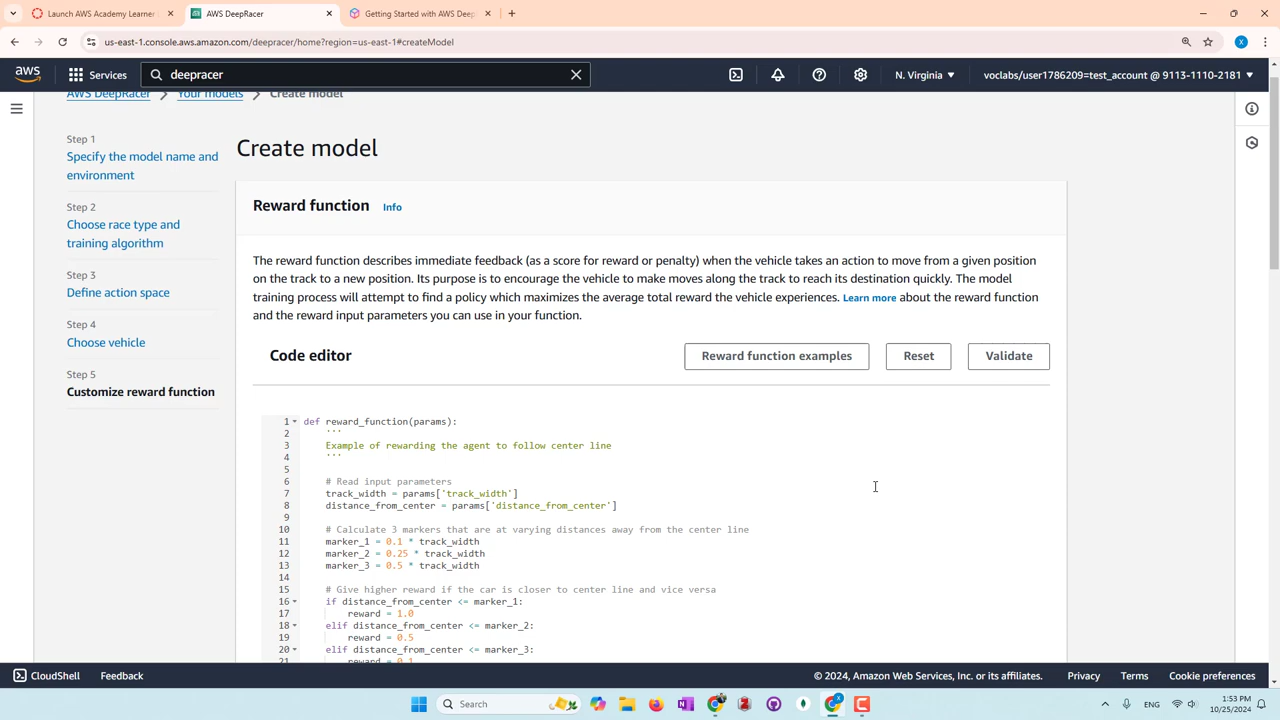 Launch AWS Academy Learner
AWS DeepRacer
Getting Started with AWS Deep
us-east-1.console.aws.amazon.com/deepracer/home?region=us-east-1#createModel
X
aws
Services
deepracer
N. Virginia
voclabs/user1786209=test_account @ 9113-1110-2181
AWS DeepRacer
Your models
Create model
Step 1
Specify the model name and
environment
Step 2
Choose race type and
training algorithm
Step 3
Define action space
Step 4
Choose vehicle
Step 5
Customize reward function
Create model
Reward function Info
The reward function describes immediate feedback (as a score for reward or penalty) when the vehicle takes an action to move from a given position
on the track to a new position. Its purpose is to encourage the vehicle to make moves along the track to reach its destination quickly. The model
training process will attempt to find a policy which maximizes the average total reward the vehicle experiences. Learn more about the reward function
and the reward input parameters you can use in your function.
Code editor
Reward function examples
Reset
Validate
1 def reward_function(params):
2 '''
3 Example of rewarding the agent to follow center line
4 '''
5
6 # Read input parameters
7 track_width = params['track_width']
8 distance_from_center = params['distance_from_center']
9
10 # Calculate 3 markers that are at varying distances away from the center line
11 marker_1 = 0.1 * track_width
12 marker_2 = 0.25 * track_width
13 marker_3 = 0.5 * track_width
14
15 # Give higher reward if the car is closer to center line and vice versa
16 if distance_from_center <= marker_1:
17 reward = 1.0
18 elif distance_from_center <= marker_2:
19 reward = 0.5
20 elif distance_from_center <= marker_3:
21 reward = 0.1
CloudShell
Feedback
© 2024, Amazon Web Services, Inc. or its affiliates.
Privacy
Terms
Cookie preferences
Search
ENG
1:53 PM
10/25/2024